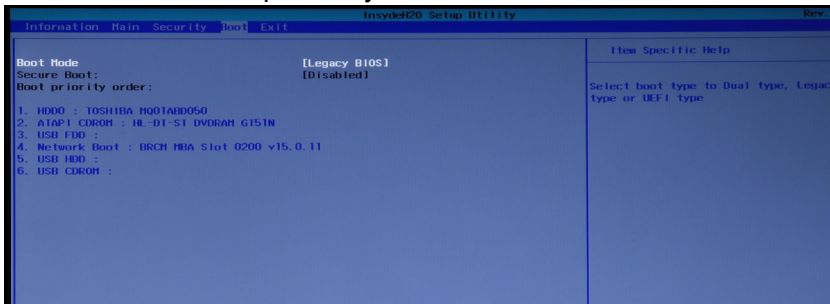 InsydeH20 Setup Utility Rev.
Information Main Security Boot Exit
Item Specific Help
Boot Mode [Legacy BIOS]
Secure Boot: [Disabled]
Boot priority order:
Select boot type to Dual type, Legac
type or UEFI type
1. HDD0 : TOSHIBA MQ01ABD050
2. ATAPI CDROM : HL-DT-ST DVDRAM GT51N
3. USB FDD :
4. Network Boot : BRCM MBA Slot 0200 v15.0.11
5. USB HDD :
6. USB CDROM :